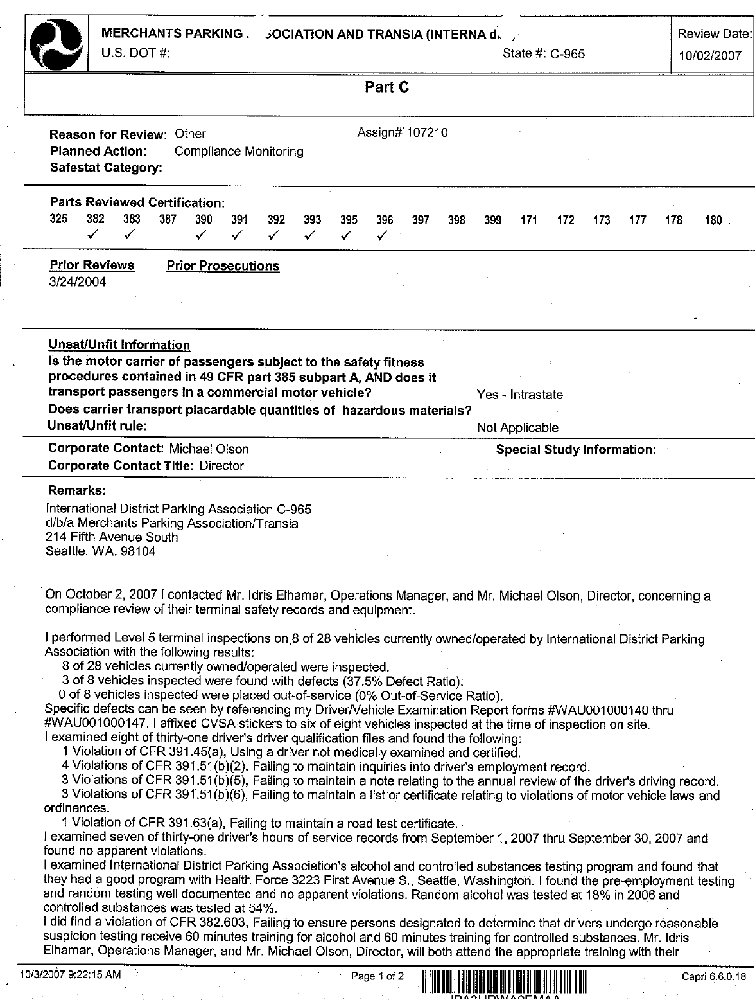 MERCHANTS PARKING OCIATION AND TRANSIA (INTERNA
Review Date:
U.S. DOT #:
State #: C-965
10/02/2007
Part C
Reason for Review: Other
Assign# 107210
Planned Action: Compliance Monitoring
Safestat Category:
Parts Reviewed Certification:
325 382 383 387 390 391 392 393 395 396 397 398 399 171 172 173 177 178 180
✓ ✓ ✓ ✓ ✓ ✓ ✓ ✓
Prior Reviews Prior Prosecutions
3/24/2004
Unsat/Unfit Information
Is the motor carrier of passengers subject to the safety fitness
procedures contained in 49 CFR part 385 subpart A, AND does it
transport passengers in a commercial motor vehicle? Yes - Intrastate
Does carrier transport placardable quantities of hazardous materials?
Unsat/Unfit rule: Not Applicable
Corporate Contact: Michael Olson Special Study Information:
Corporate Contact Title: Director
Remarks:
International District Parking Association C-965
d/b/a Merchants Parking Association/Transia
214 Fifth Avenue South
Seattle, WA. 98104
On October 2, 2007 I contacted Mr. Idris Elhamar, Operations Manager, and Mr. Michael Olson, Director, concerning a
compliance review of their terminal safety records and equipment.
I performed Level 5 terminal inspections on 8 of 28 vehicles currently owned/operated by International District Parking
Association with the following results:
8 of 28 vehicles currently owned/operated were inspected.
3 of 8 vehicles inspected were found with defects (37.5% Defect Ratio).
0 of 8 vehicles inspected were placed out-of-service (0% Out-of-Service Ratio).
Specific defects can be seen by referencing my Driver/Vehicle Examination Report forms #WAU001000140 thru
#WAU001000147. I affixed CVSA stickers to six of eight vehicles inspected at the time of inspection on site.
I examined eight of thirty-one driver's driver qualification files and found the following:
1 Violation of CFR 391.45(a), Using a driver not medically examined and certified.
4 Violations of CFR 391.51(b)(2), Failing to maintain inquiries into driver's employment record.
3 Violations of CFR 391.51(b)(5), Failing to maintain a note relating to the annual review of the driver's driving record.
3 Violations of CFR 391.51(b)(6), Failing to maintain a list or certificate relating to violations of motor vehicle laws and
ordinances.
1 Violation of CFR 391.63(a), Failing to maintain a road test certificate.
I examined seven of thirty-one driver's hours of service records from September 1, 2007 thru September 30, 2007 and
found no apparent violations.
I examined International District Parking Association's alcohol and controlled substances testing program and found that
they had a good program with Health Force 3223 First Avenue S., Seattle, Washington. I found the pre-employment testing
and random testing well documented and no apparent violations. Random alcohol was tested at 18% in 2006 and
controlled substances was tested at 54%.
I did find a violation of CFR 382.603, Failing to ensure persons designated to determine that drivers undergo reasonable
suspicion testing receive 60 minutes training for alcohol and 60 minutes training for controlled substances. Mr. Idris
Elhamar, Operations Manager, and Mr. Michael Olson, Director, will both attend the appropriate training with their
10/3/2007 9:22:15 AM Page 1 of 2 Capri 6.6.0.18